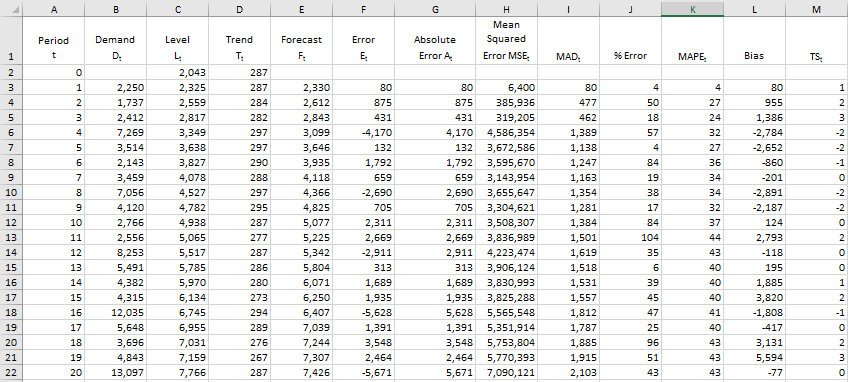 A B C D E F G H I J K L M
1 Period t Demand Dₜ Level Lₜ Trend Tₜ Forecast Fₜ Error Eₜ Absolute Error Aₜ Mean Squared Error MSEₜ MADₜ % Error MAPEₜ Bias TSₜ
2 0 2,043 287
3 1 2,250 2,325 287 2,330 80 80 6,400 80 4 4 80 1
4 2 1,737 2,559 284 2,612 875 875 385,936 477 50 27 955 2
5 3 2,412 2,817 282 2,843 431 431 319,205 462 18 24 1,386 3
6 4 7,269 3,349 297 3,099 -4,170 4,170 4,586,354 1,389 57 32 -2,784 -2
7 5 3,514 3,638 297 3,646 132 132 3,672,586 1,138 4 27 -2,652 -2
8 6 2,143 3,827 290 3,935 1,792 1,792 3,595,670 1,247 84 36 -860 -1
9 7 3,459 4,078 288 4,118 659 659 3,143,954 1,163 19 34 -201 0
10 8 7,056 4,527 297 4,366 -2,690 2,690 3,655,647 1,354 38 34 -2,891 -2
11 9 4,120 4,782 295 4,825 705 705 3,304,621 1,281 17 32 -2,187 -2
12 10 2,766 4,938 287 5,077 2,311 2,311 3,508,307 1,384 84 37 124 0
13 11 2,556 5,065 277 5,225 2,669 2,669 3,836,989 1,501 104 44 2,793 2
14 12 8,253 5,517 287 5,342 -2,911 2,911 4,223,474 1,619 35 43 -118 0
15 13 5,491 5,785 286 5,804 313 313 3,906,124 1,518 6 40 195 0
16 14 4,382 5,970 280 6,071 1,689 1,689 3,830,993 1,531 39 40 1,885 1
17 15 4,315 6,134 273 6,250 1,935 1,935 3,825,288 1,557 45 40 3,820 2
18 16 12,035 6,745 294 6,407 -5,628 5,628 5,565,548 1,812 47 41 -1,808 -1
19 17 5,648 6,955 289 7,039 1,391 1,391 5,351,914 1,787 25 40 -417 0
20 18 3,696 7,031 276 7,244 3,548 3,548 5,753,804 1,885 96 43 3,131 2
21 19 4,843 7,159 267 7,307 2,464 2,464 5,770,393 1,915 51 43 5,594 3
22 20 13,097 7,766 287 7,426 -5,671 5,671 7,090,121 2,103 43 43 -77 0